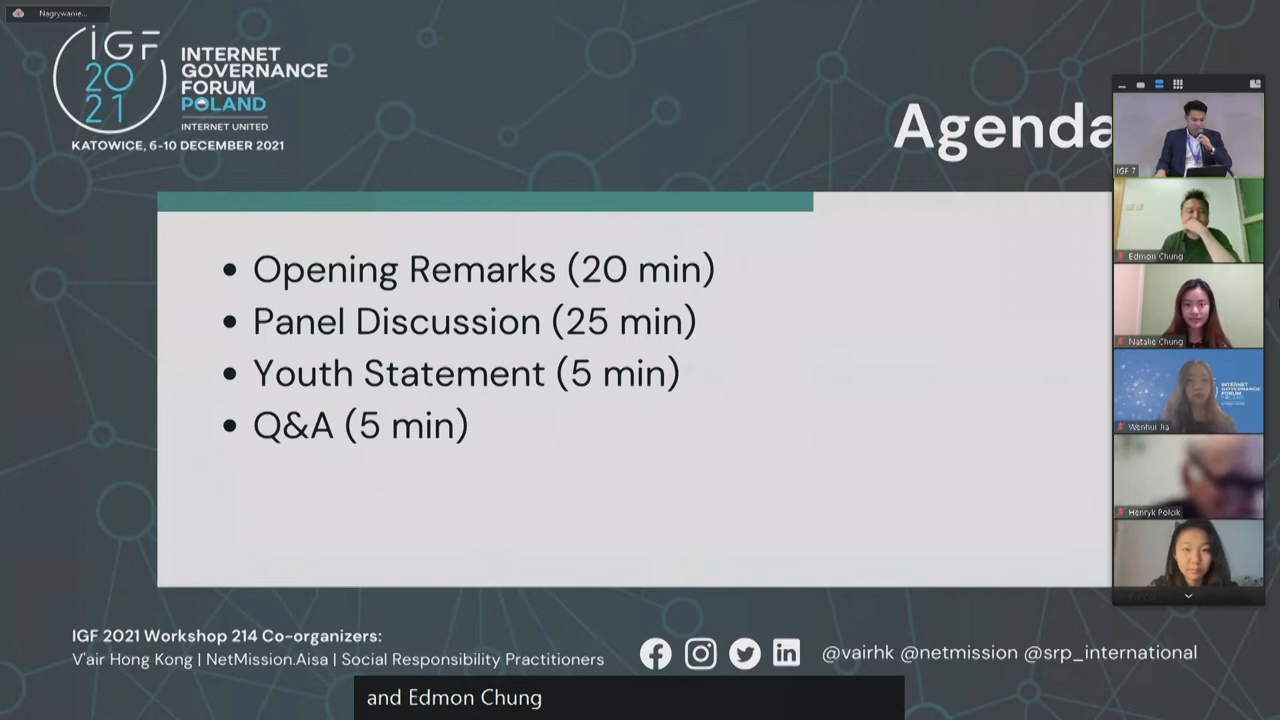 Nagrywanie...
IGF
20
21
INTERNET
GOVERNANCE
FORUM
POLAND
INTERNET UNITED
KATOWICE, 6-10 DECEMBER 2021
Agenda
• Opening Remarks (20 min)
• Panel Discussion (25 min)
• Youth Statement (5 min)
• Q&A (5 min)
IGF 7
Edmon Chung
Natalie Chung
INTERNET
GOVERNANCE
FORUM
Wenhui Jia
Henryk
IGF 2021 Workshop 214 Co-organizers:
V'air Hong Kong | NetMission.Aisa | Social Responsibility Practitioners
@vairhk @netmission @srp_international
and Edmon Chung